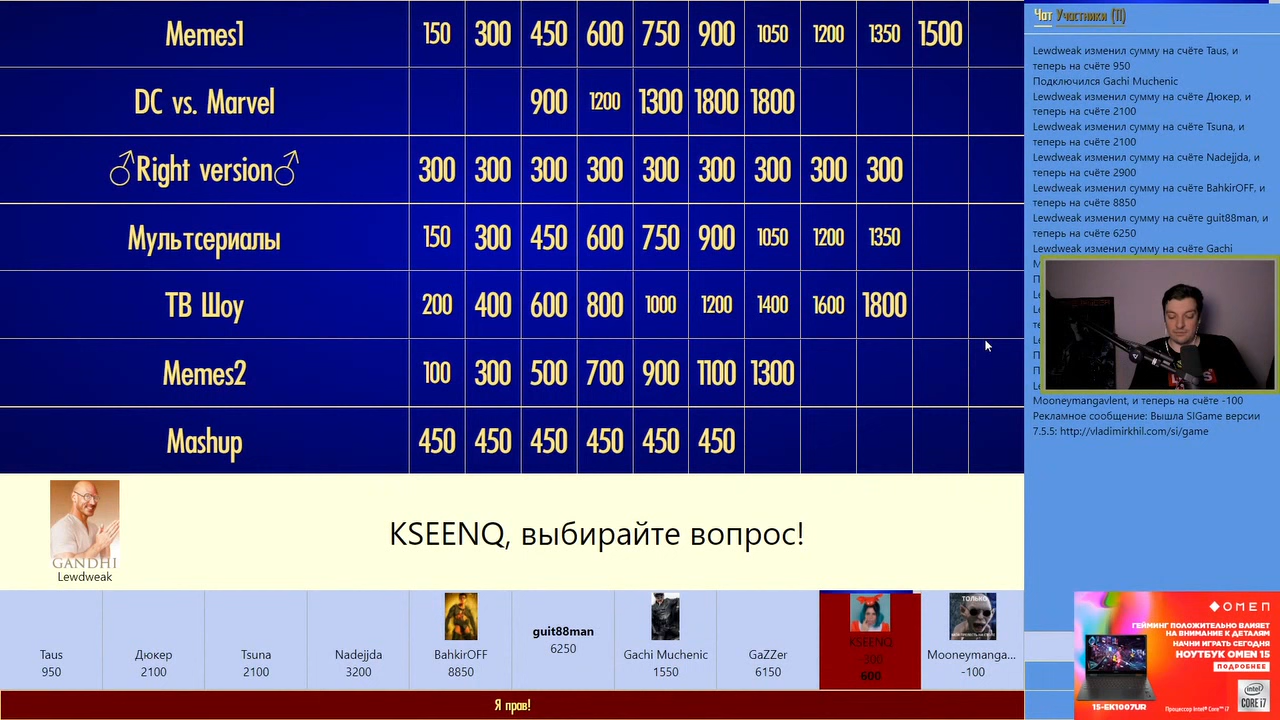 Memes1 150 300 450 600 750 900 1050 1200 1350 1500
DC vs. Marvel 900 1200 1300 1800 1800
♂Right version♂ 300 300 300 300 300 300 300 300 300
Мультсериалы 150 300 450 600 750 900 1050 1200 1350
ТВ Шоу 200 400 600 800 1000 1200 1400 1600 1800
Memes2 100 300 500 700 900 1100 1300
Mashup 450 450 450 450 450 450
GANDHI
Lewdweak
KSEENQ, выбирайте вопрос!
Taus
950
Дюкер
2100
Tsuna
2100
Nadejjda
3200
BahkirOFF
8850
guit88man
6250
Gachi Muchenic
1550
GaZZer
6150
KSEENQ
300
600
ТОЛЬКО
Mooneymanga...
-100
Я прав!
Чат Участники (11)
Lewdweak изменил сумму на счёте Taus, и
теперь на счёте 950
Подключился Gachi Muchenic
Lewdweak изменил сумму на счёте Дюкер, и
теперь на счёте 2100
Lewdweak изменил сумму на счёте Tsuna, и
теперь на счёте 2100
Lewdweak изменил сумму на счёте Nadejjda, и
теперь на счёте 2900
Lewdweak изменил сумму на счёте BahkirOFF, и
теперь на счёте 8850
Lewdweak изменил сумму на счёте guit88man, и
теперь на счёте 6250
Lewdweak изменил сумму на счёте Gachi
Mooneymangavlent, и теперь на счёте -100
Рекламное сообщение: Вышла SIGame версии
7.5.5: http://vladimirkhil.com/si/game
ОМЕП
ГЕЙМИНГ ПОЛОЖИТЕЛЬНО ВЛИЯЕТ
НА ВНИМАНИЕ К ДЕТАЛЯМ
НАЧНИ ИГРАТЬ СЕГОДНЯ
НОУТБУК OMEN 15
ПОДРОБНЕЕ
15-EK1007UR
Процессор Intel® Core™ i7
intel
CORE i7